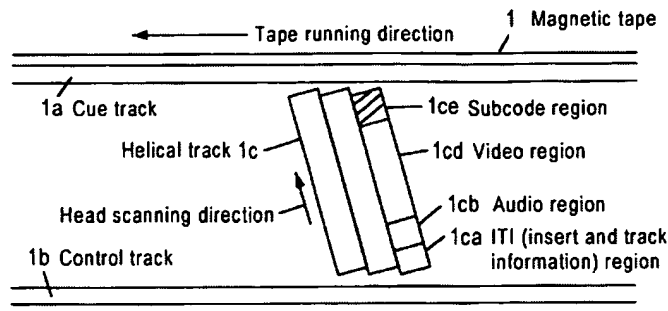 Tape running direction
1 Magnetic tape
1a Cue track
1ce Subcode region
Helical track 1c
1cd Video region
Head scanning direction
1cb Audio region
1ca ITI (insert and track
information) region
1b Control track